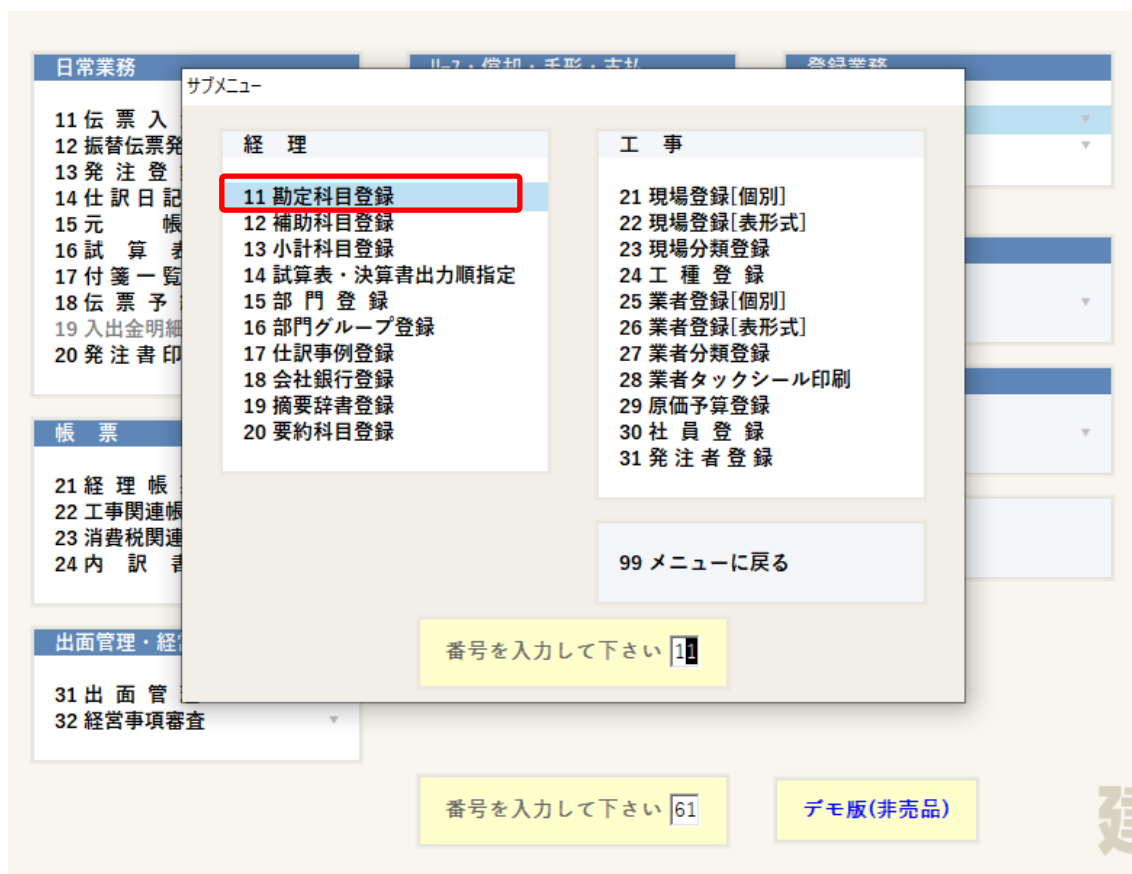 日常業務
11 伝 票 入
12 振替伝票発
13 発 注 登
14 仕 訳 日 記
15 元 帳
16 試 算
17 付 箋 一 覧
18 伝 票 予
19 入出金明細
20 発 注 書 印
帳 票
21 経 理 帳
22 工事関連帳
23 消費税関連
24 内 訳
出面管理・経
31 出 面 管
32 経営事項審査
ﾘｰｽ・償却・手形・支払
登録業務
サブメニュー
経 理
11 勘定科目登録
12 補助科目登録
13 小計科目登録
14 試算表・決算書出力順指定
15 部 門 登 録
16 部門グループ登録
17 仕訳事例登録
18 会社銀行登録
19 摘要辞書登録
20 要約科目登録
工 事
21 現場登録[個別]
22 現場登録[表形式]
23 現場分類登録
24 工 種 登 録
25 業者登録[個別]
26 業者登録[表形式]
27 業者分類登録
28 業者タックシール印刷
29 原価予算登録
30 社 員 登 録
31 発 注 者 登 録
99 メニューに戻る
番号を入力して下さい 11
番号を入力して下さい 61
デモ版(非売品)
建